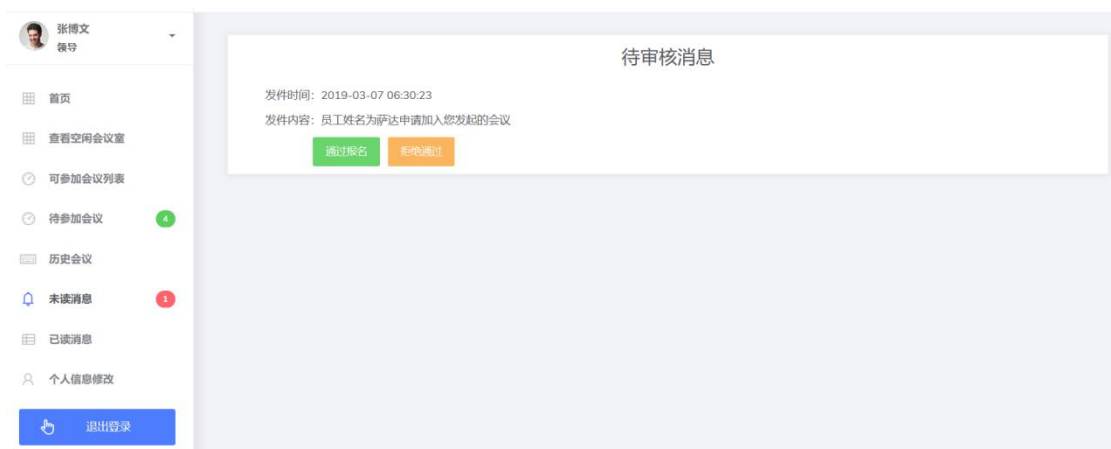 张博文
领导
首页
查看空闲会议室
可参加会议列表
待参加会议 4
历史会议
未读消息 1
已读消息
个人信息修改
退出登录
待审核消息
发件时间：2019-03-07 06:30:23
发件内容：员工姓名为萨达申请加入您发起的会议
通过报名 拒绝通过